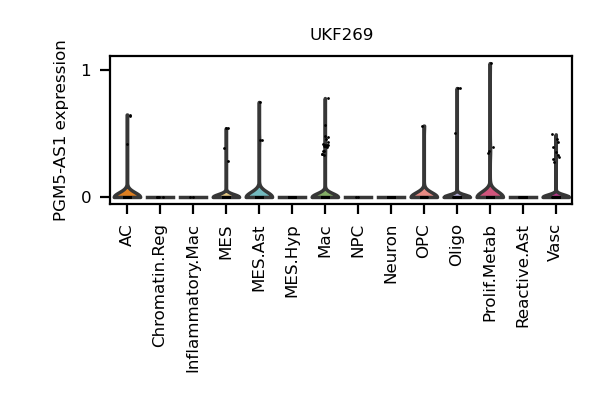 UKF269
PGM5-AS1 expression
1
0
AC
Chromatin.Reg
Inflammatory.Mac
MES
MES.Ast
MES.Hyp
Mac
NPC
Neuron
OPC
Oligo
Prolif.Metab
Reactive.Ast
Vasc